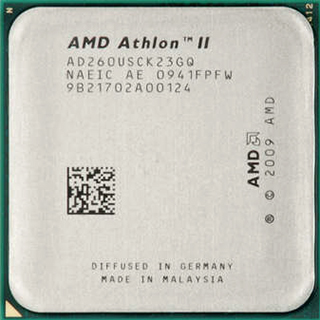 AMD Athlon™ II
AD260USCK23GQ
NAEIC AE 0941FPFW
9B21702A00124
AMD
© 2009 AMD
DIFFUSED IN GERMANY
MADE IN MALAYSIA